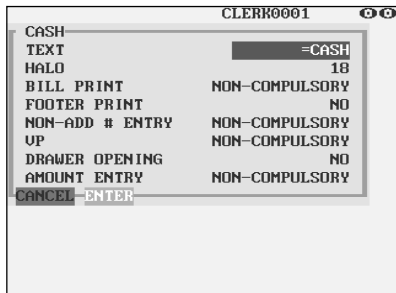 CLERK0001
CASH
TEXT =CASH
HALO 18
BILL PRINT NON-COMPULSORY
FOOTER PRINT NO
NON-ADD # ENTRY NON-COMPULSORY
VP NON-COMPULSORY
DRAWER OPENING NO
AMOUNT ENTRY NON-COMPULSORY
CANCEL ENTER